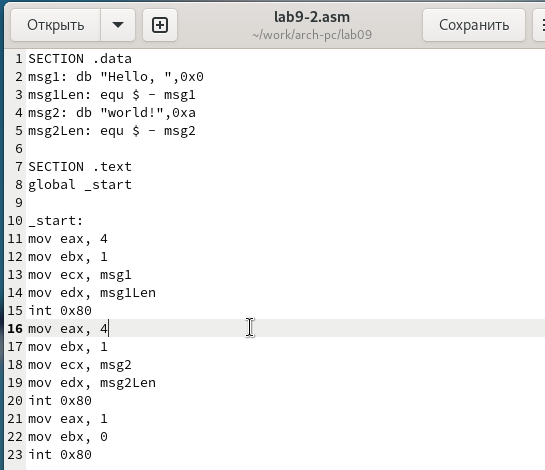 Открыть
lab9-2.asm
~/work/arch-pc/lab09
Сохранить
1 SECTION .data
2 msg1: db "Hello, ",0x0
3 msg1Len: equ $ - msg1
4 msg2: db "world!",0xa
5 msg2Len: equ $ - msg2
6
7 SECTION .text
8 global _start
9
10 _start:
11 mov eax, 4
12 mov ebx, 1
13 mov ecx, msg1
14 mov edx, msg1Len
15 int 0x80
16 mov eax, 4
17 mov ebx, 1
18 mov ecx, msg2
19 mov edx, msg2Len
20 int 0x80
21 mov eax, 1
22 mov ebx, 0
23 int 0x80